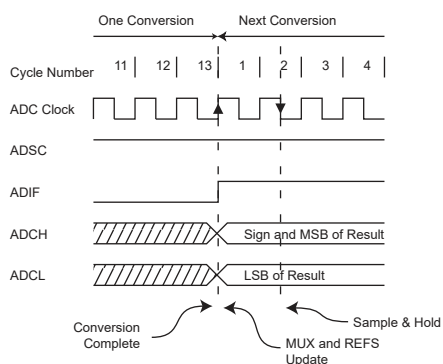 One Conversion Next Conversion
Cycle Number 11 12 13 1 2 3 4
ADC Clock
ADSC
ADIF
ADCH Sign and MSB of Result
ADCL LSB of Result
Conversion
Complete
MUX and REFS
Update
Sample & Hold